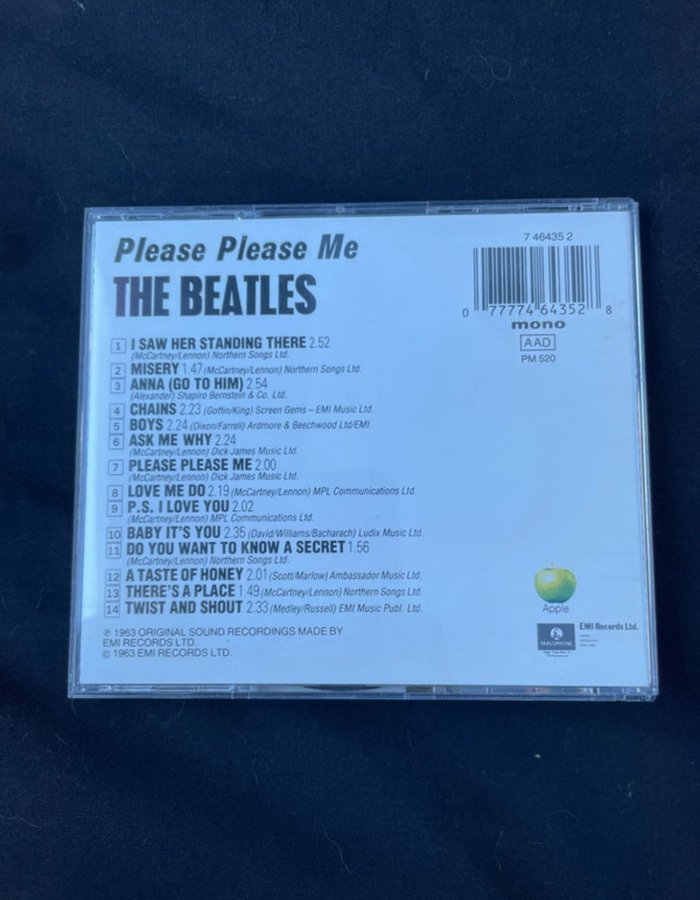 Please Please Me
THE BEATLES
7 46435 2
0 77774 64352 8
mono
AAD
PM 520
1 I SAW HER STANDING THERE 2.52
(McCartney/Lennon) Northern Songs Ltd.
2 MISERY 1.47 (McCartney/Lennon) Northern Songs Ltd.
3 ANNA (GO TO HIM) 2.54
(Alexander) Shapiro Bernstein & Co. Ltd.
4 CHAINS 2.23 (Goffin/King) Screen Gems – EMI Music Ltd.
5 BOYS 2.24 (Dixon/Farrell) Ardmore & Beechwood Ltd/EMI.
6 ASK ME WHY 2.24
(McCartney/Lennon) Dick James Music Ltd.
7 PLEASE PLEASE ME 2.00
(McCartney/Lennon) Dick James Music Ltd.
8 LOVE ME DO 2.19 (McCartney/Lennon) MPL Communications Ltd.
9 P.S. I LOVE YOU 2.02
(McCartney/Lennon) MPL Communications Ltd.
10 BABY IT'S YOU 2.35 (David/Williams/Bacharach) Ludix Music Ltd.
11 DO YOU WANT TO KNOW A SECRET 1.56
(McCartney/Lennon) Northern Songs Ltd.
12 A TASTE OF HONEY 2.01 (Scott/Marlow) Ambassador Music Ltd.
13 THERE'S A PLACE 1.49 (McCartney/Lennon) Northern Songs Ltd.
14 TWIST AND SHOUT 2.33 (Medley/Russell) EMI Music Publ. Ltd.
℗ 1963 ORIGINAL SOUND RECORDINGS MADE BY
EMI RECORDS LTD.
© 1963 EMI RECORDS LTD.
Apple
PARLOPHONE
EMI Records Ltd.